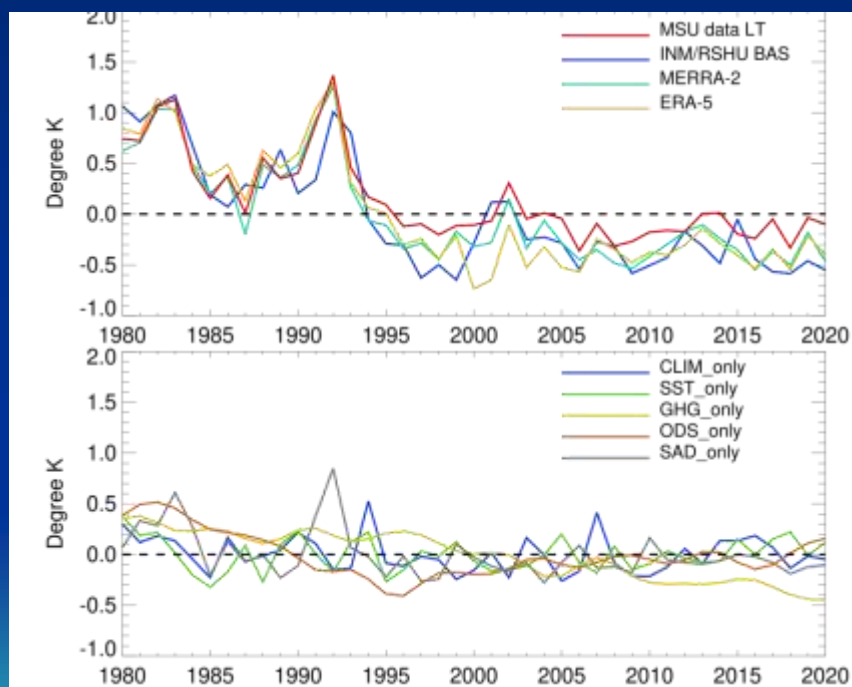 2.0
MSU data LT
INM/RSHU BAS
1.5
MERRA-2
1.0
ERA-5
0.5
0.0
-0.5
-1.0
Degree K
1980 1985 1990 1995 2000 2005 2010 2015 2020
2.0
CLIM_only
SST_only
1.5
GHG_only
ODS_only
1.0
SAD_only
0.5
0.0
-0.5
-1.0
Degree K
1980 1985 1990 1995 2000 2005 2010 2015 2020